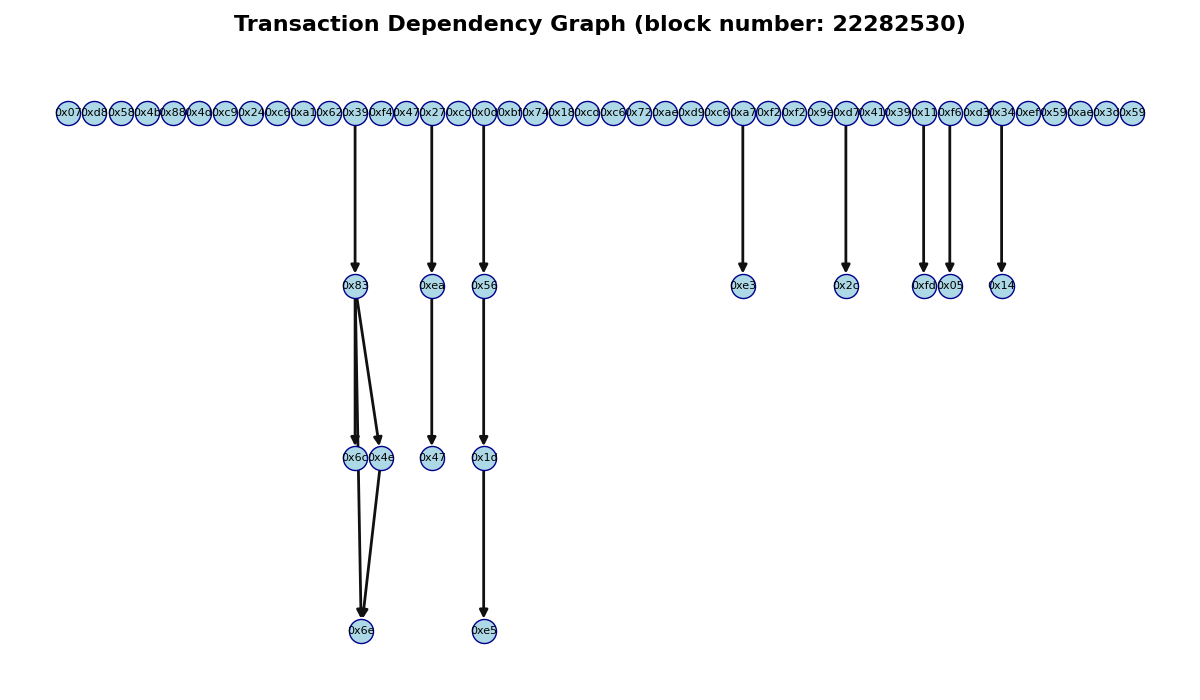 Transaction Dependency Graph (block number: 22282530)
0x07 0xd8 0x58 0x4b 0x88 0x4d 0xc9 0x24 0xc6 0xa1 0x62 0x39 0xf4 0x47 0x27 0xcc 0x0d 0xbf 0x74 0x18 0xcd 0xc6 0x72 0xae 0xd9 0xc6 0xa7 0xf2 0xf2 0x9e 0xd7 0x41 0x39 0x11 0xf6 0xd3 0x34 0xef 0x59 0xae 0x3d 0x59
0x83 0xea 0x56 0xe3 0x2c 0xfd 0x05 0x14
0x6c 0x4e 0x47 0x1d
0x6e 0xe5